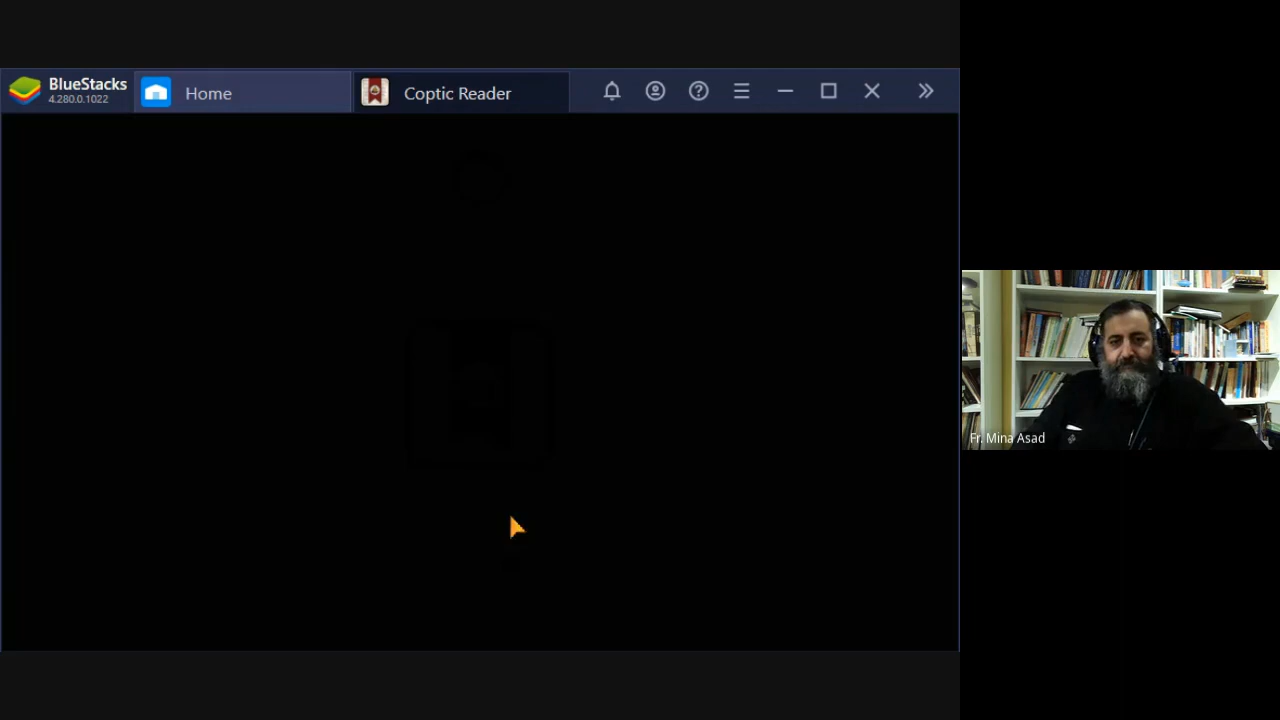 BlueStacks
4.280.0.1022
Home
Coptic Reader
Fr. Mina Asad